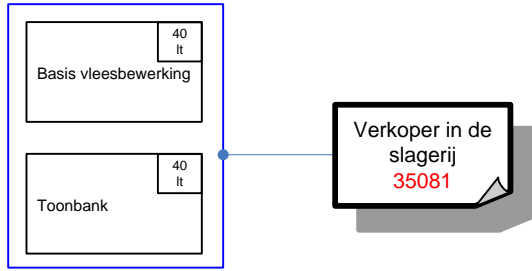 40
lt
Basis vleesbewerking
40
lt
Toonbank
Verkoper in de
slagerij
35081